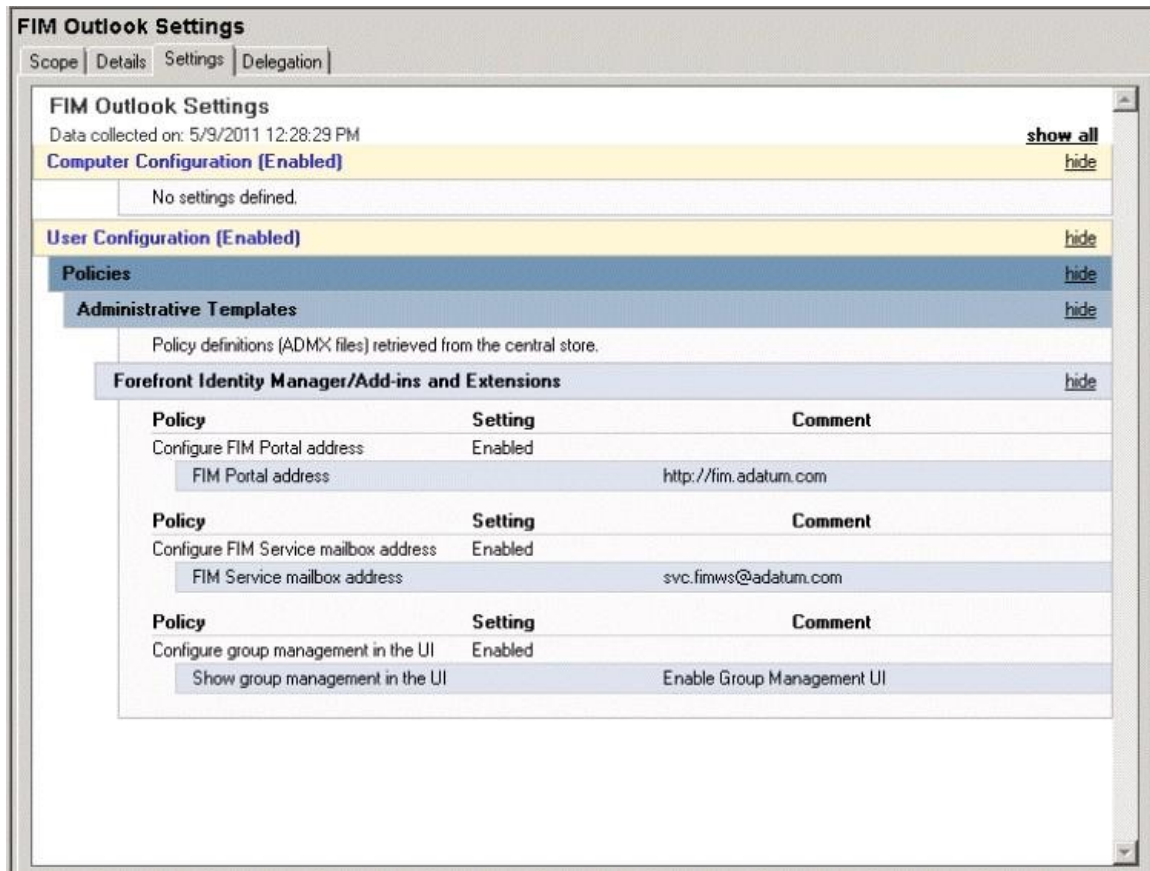 FIM Outlook Settings
Scope Details Settings Delegation
FIM Outlook Settings
Data collected on: 5/9/2011 12:28:29 PM show all
Computer Configuration (Enabled) hide
No settings defined.
User Configuration (Enabled) hide
Policies hide
Administrative Templates hide
Policy definitions (ADMX files) retrieved from the central store.
Forefront Identity Manager/Add-ins and Extensions hide
Policy Setting Comment
Configure FIM Portal address Enabled
FIM Portal address http://fim.adatum.com
Policy Setting Comment
Configure FIM Service mailbox address Enabled
FIM Service mailbox address svc.fimws@adatum.com
Policy Setting Comment
Configure group management in the UI Enabled
Show group management in the UI Enable Group Management UI